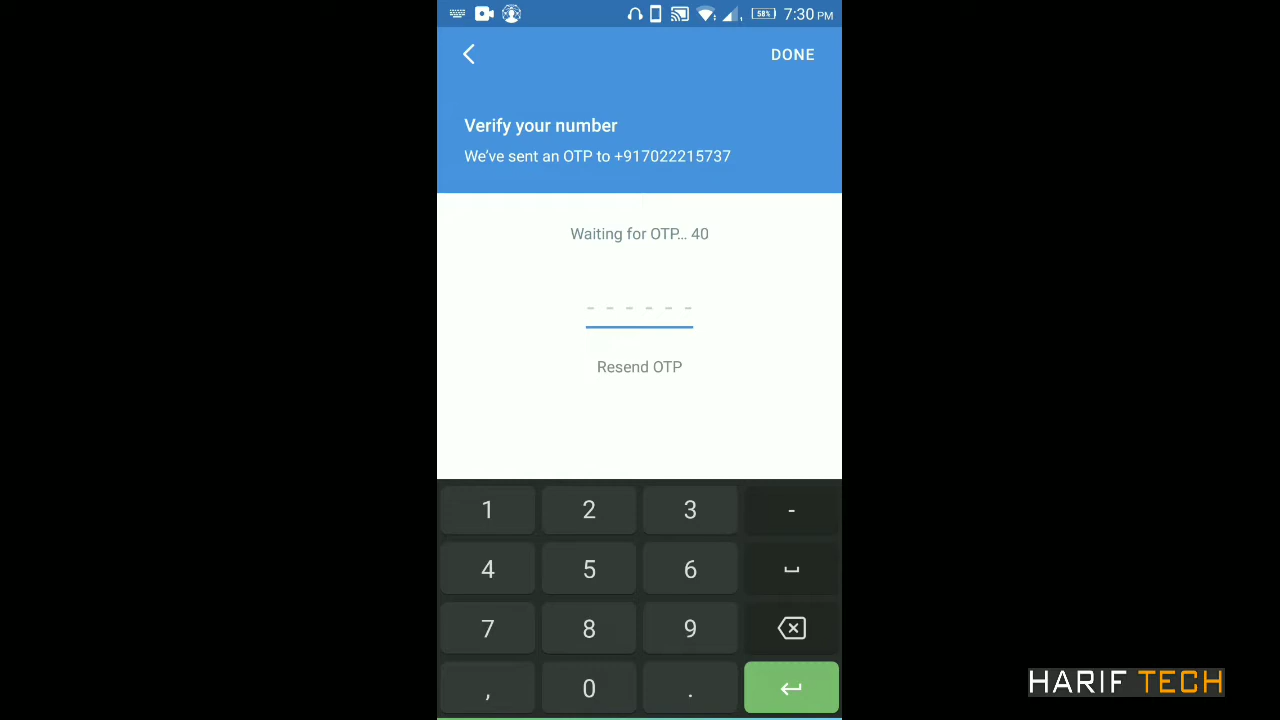 58% 7:30 PM
DONE
Verify your number
We've sent an OTP to +917022215737
Waiting for OTP... 40
- - - - - -
Resend OTP
1 2 3 -
4 5 6
7 8 9
, 0 .
HARIF TECH